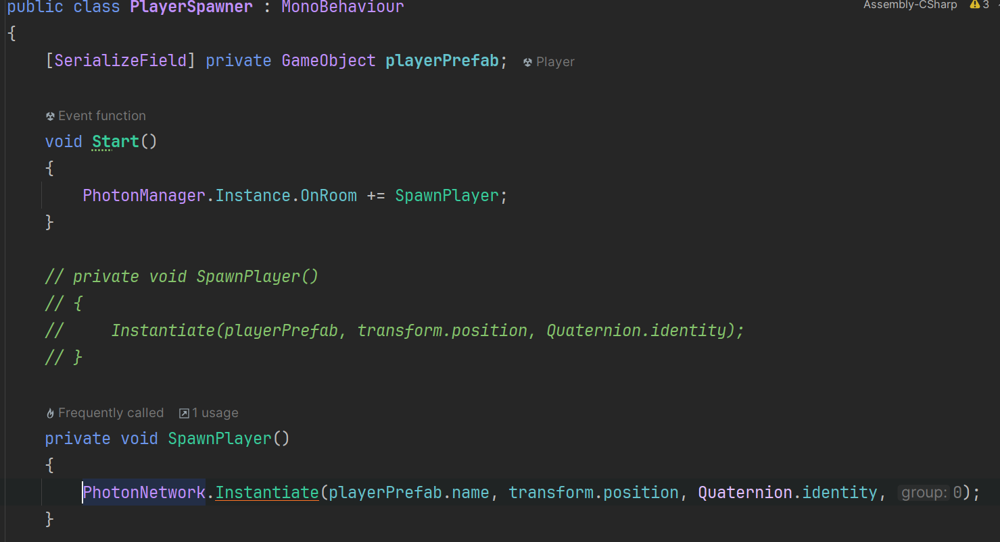 public class PlayerSpawner : MonoBehaviour
Assembly-CSharp 3
{
[SerializeField] private GameObject playerPrefab; Player
Event function
void Start()
{
PhotonManager.Instance.OnRoom += SpawnPlayer;
}
// private void SpawnPlayer()
// {
// Instantiate(playerPrefab, transform.position, Quaternion.identity);
// }
Frequently called 1 usage
private void SpawnPlayer()
{
PhotonNetwork.Instantiate(playerPrefab.name, transform.position, Quaternion.identity, group: 0);
}